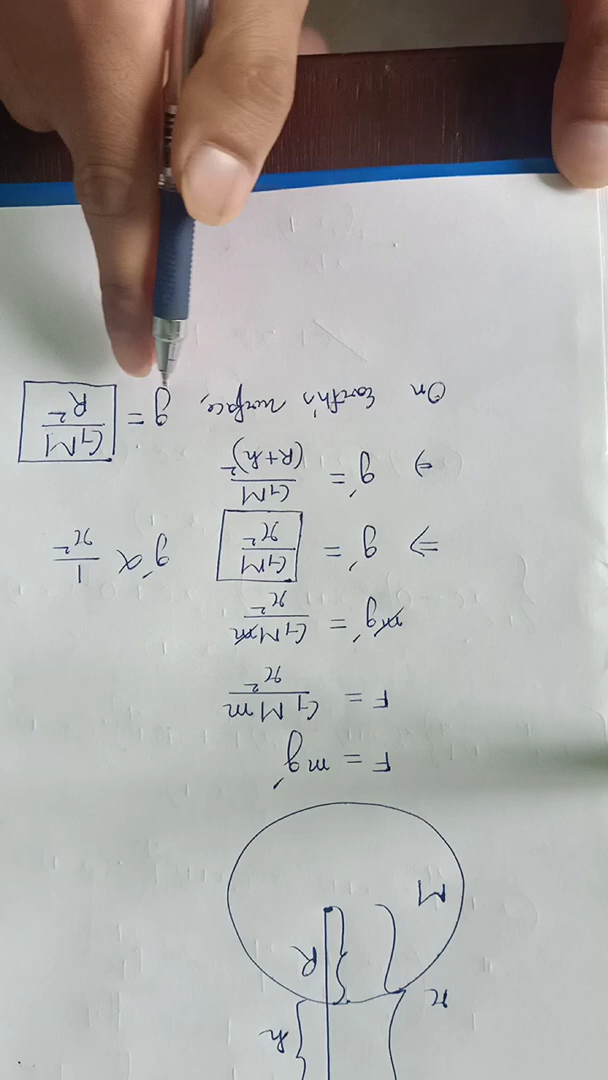 h
R
r
M
F = mg'
F = GMm/r²
mg' = GMm/r²
⇒ g' = GM/r² g' α 1/r²
⇒ g' = GM/(R+h)²
On Earth's surface, g = GM/R²